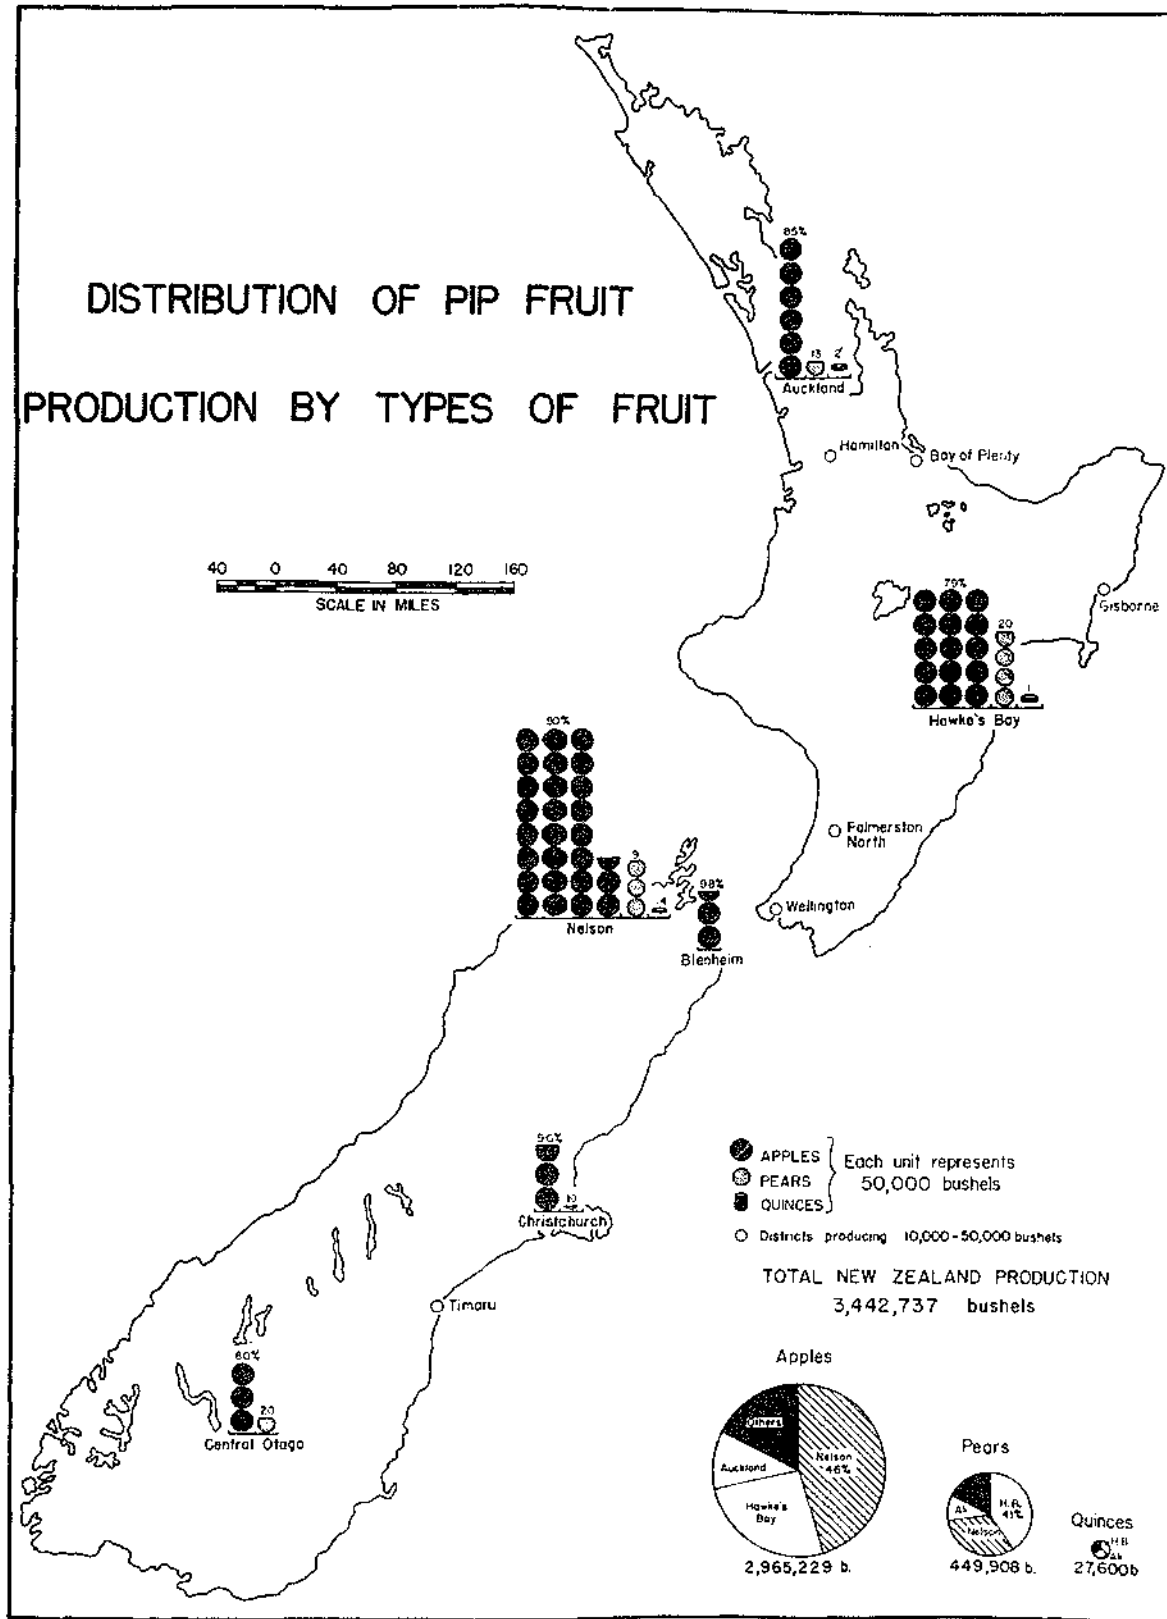 DISTRIBUTION OF PIP FRUIT
PRODUCTION BY TYPES OF FRUIT
40 0 40 80 120 160
SCALE IN MILES
85%
13
2
Auckland
Hamilton
Bay of Plenty
Gisborne
79%
20
1
Hawke's Bay
90%
9
Nelson
98%
Blenheim
Palmerston
North
Wellington
90%
10
Christchurch
Timaru
80%
20
Central Otago
APPLES
PEARS
QUINCES
Each unit represents
50,000 bushels
Districts producing 10,000-50,000 bushels
TOTAL NEW ZEALAND PRODUCTION
3,442,737 bushels
Apples
Others
Auckland
Nelson
46%
Hawke's
Bay
2,965,229 b.
Pears
H.B.
41%
Ak
Nelson
449,908 b.
Quinces
H.B.
Ak
27,600b